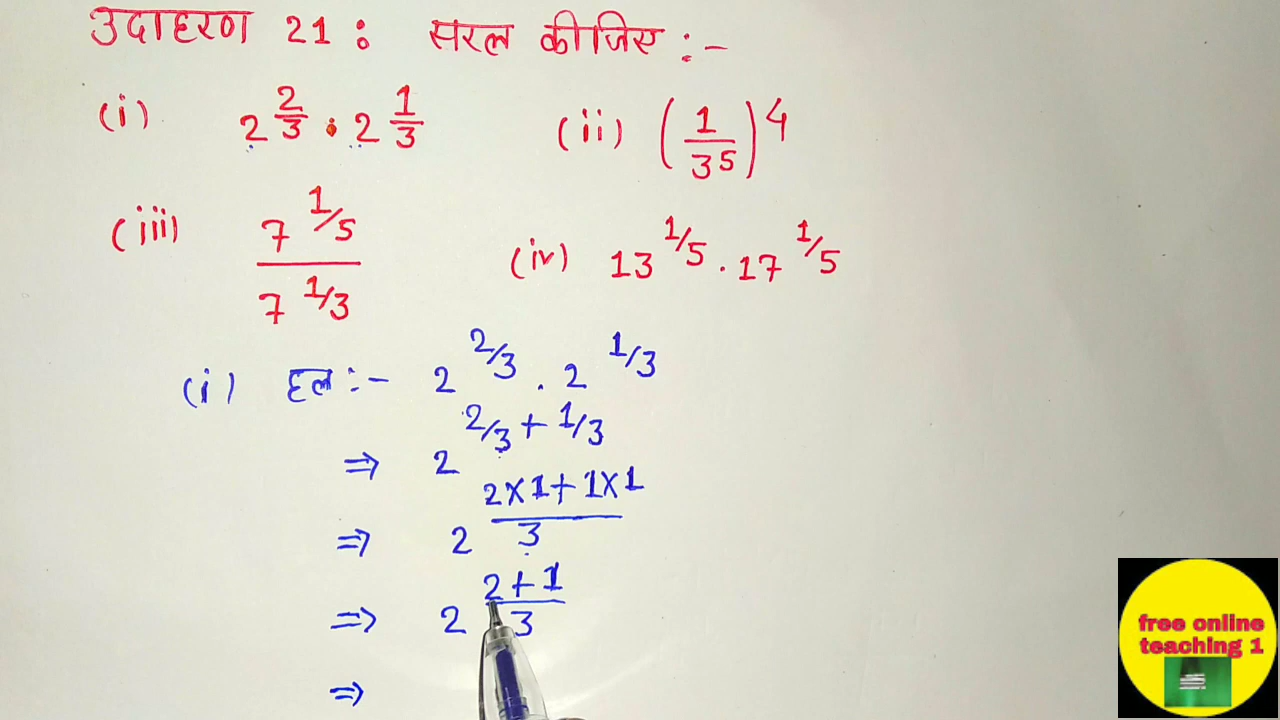 उदाहरण 21 : सरल कीजिए :-
(i) 2^(2/3) . 2^(1/3) (ii) (1/3^5)^4
(iii) 7^(1/5) / 7^(1/3) (iv) 13^(1/5) . 17^(1/5)
(i) हल :- 2^(2/3) . 2^(1/3)
⇒ 2^(2/3 + 1/3)
⇒ 2^((2×1+1×1)/3)
⇒ 2^((2+1)/3)
⇒
free online
teaching 1